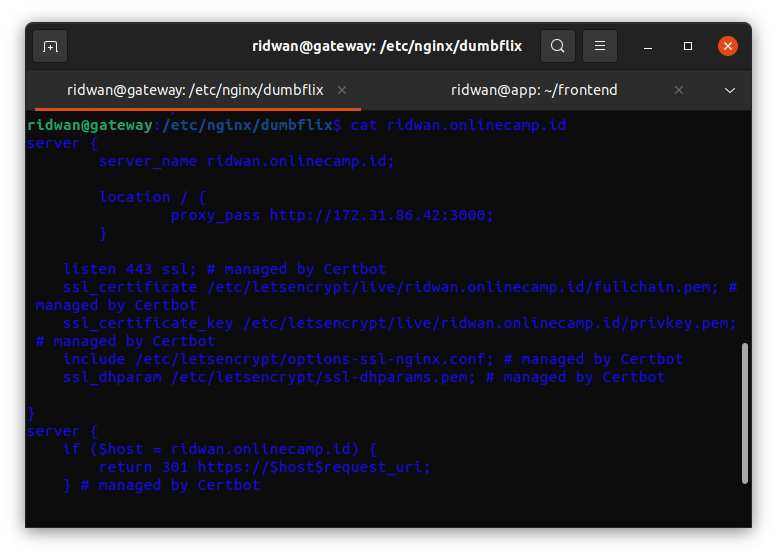 ridwan@gateway: /etc/nginx/dumbflix
ridwan@gateway: /etc/nginx/dumbflix
ridwan@app: ~/frontend
ridwan@gateway:/etc/nginx/dumbflix$ cat ridwan.onlinecamp.id
server {
        server_name ridwan.onlinecamp.id;
        location / {
                proxy_pass http://172.31.86.42:3000;
        }
    listen 443 ssl; # managed by Certbot
    ssl_certificate /etc/letsencrypt/live/ridwan.onlinecamp.id/fullchain.pem; #
 managed by Certbot
    ssl_certificate_key /etc/letsencrypt/live/ridwan.onlinecamp.id/privkey.pem;
 # managed by Certbot
    include /etc/letsencrypt/options-ssl-nginx.conf; # managed by Certbot
    ssl_dhparam /etc/letsencrypt/ssl-dhparams.pem; # managed by Certbot
}
server {
    if ($host = ridwan.onlinecamp.id) {
        return 301 https://$host$request_uri;
    } # managed by Certbot